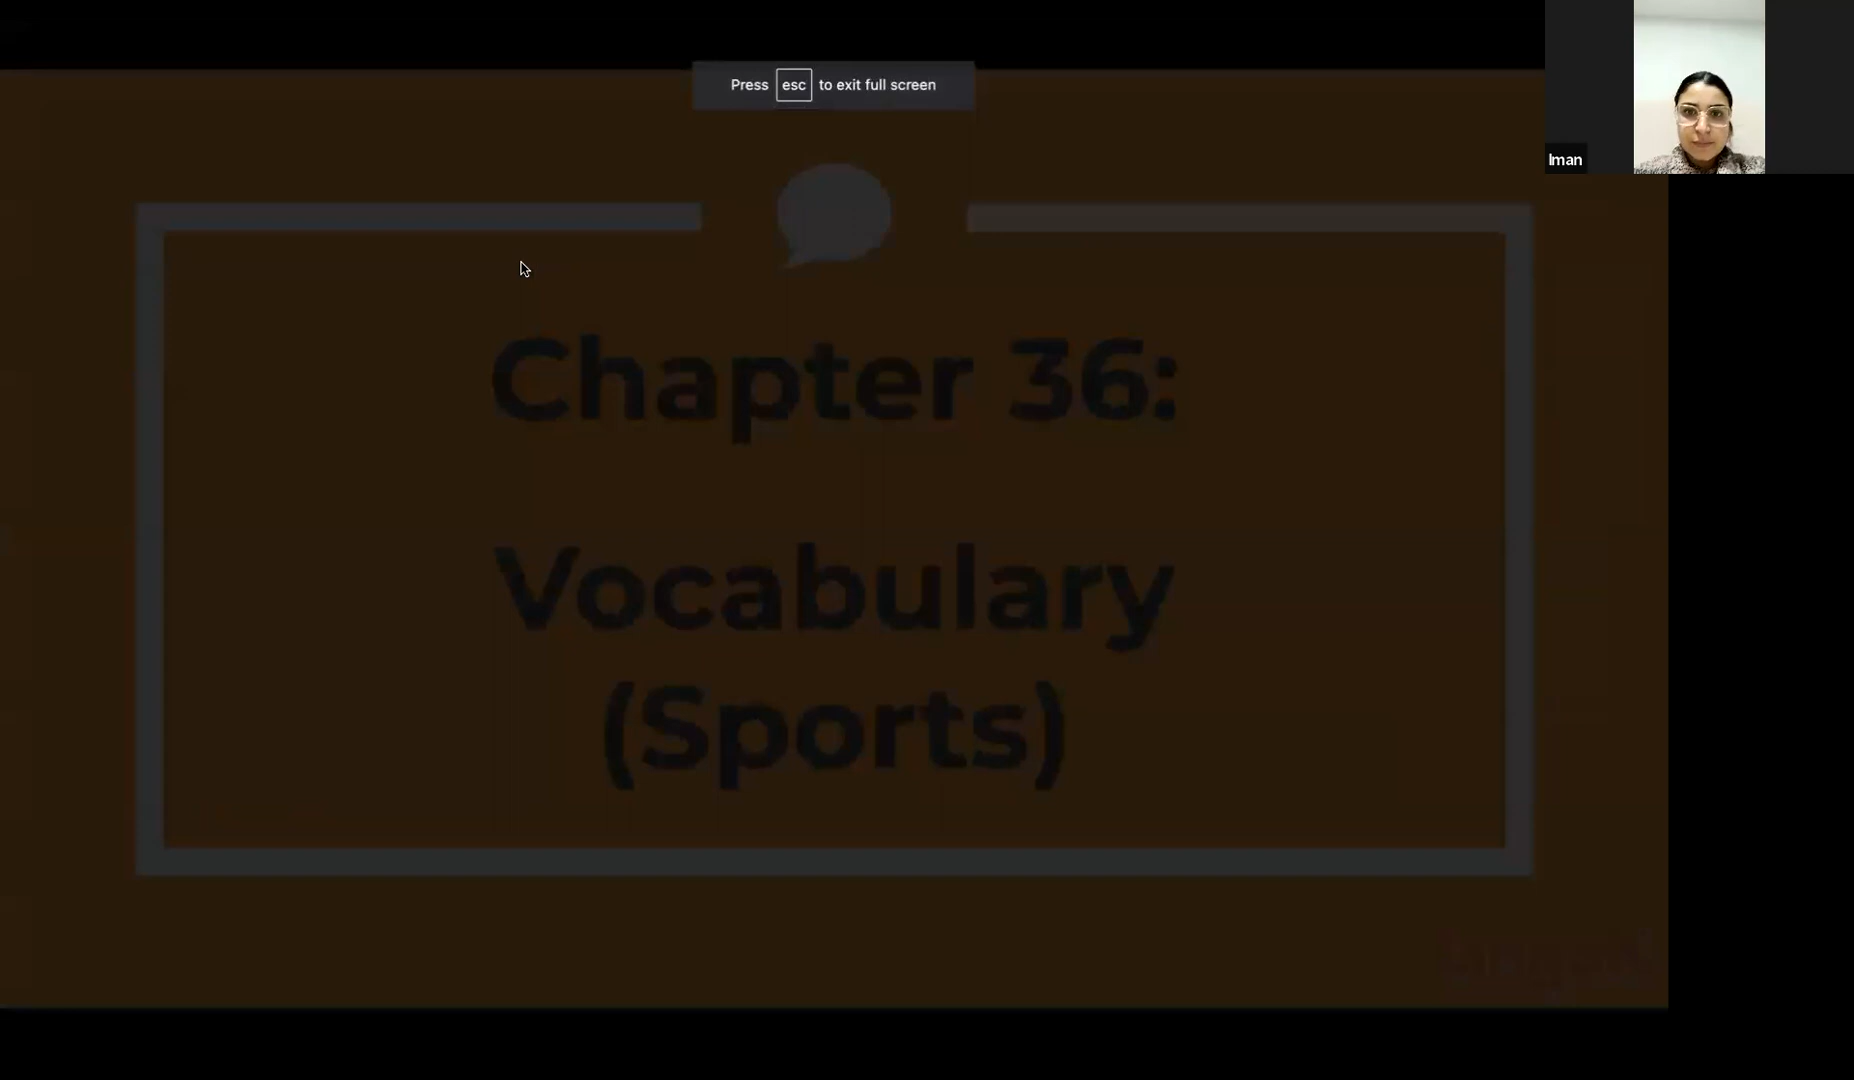 Press esc to exit full screen
Iman
Chapter 36:
Vocabulary
(Sports)